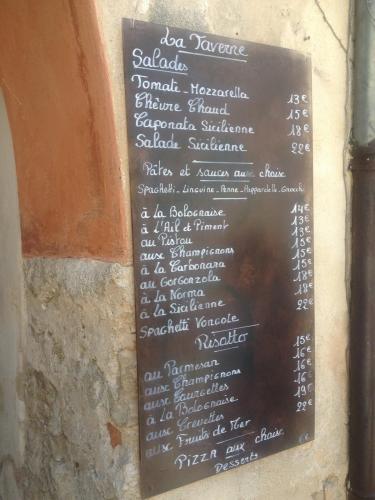 La Taverne
Salades
Tomati-Mozzarella 13€
Chèvre Chaud 15€
Caponata Sicilienne 18€
Salade Sicilienne 22€
Pâtes et sauces aux choise
Spaghetti-Linguine-Penne-Pappardelle-Gnocchi
à La Bolognaise 14€
à L'Ail et Piment 13€
au Pistou 13€
aux Champignons 15€
à La Carbonara 15€
au Gorgonzola 15€
à La Norma 18€
à La Sicilienne 18€
Spaghetti Vongole 22€
Risotto
au Parmesan 15€
aux Champignons 16€
aux Courgettes 16€
à La Bolognaise 16€
aux Crevettes 19€
aux Fruits de Mer 22€
Pizza aux choise
Desserts